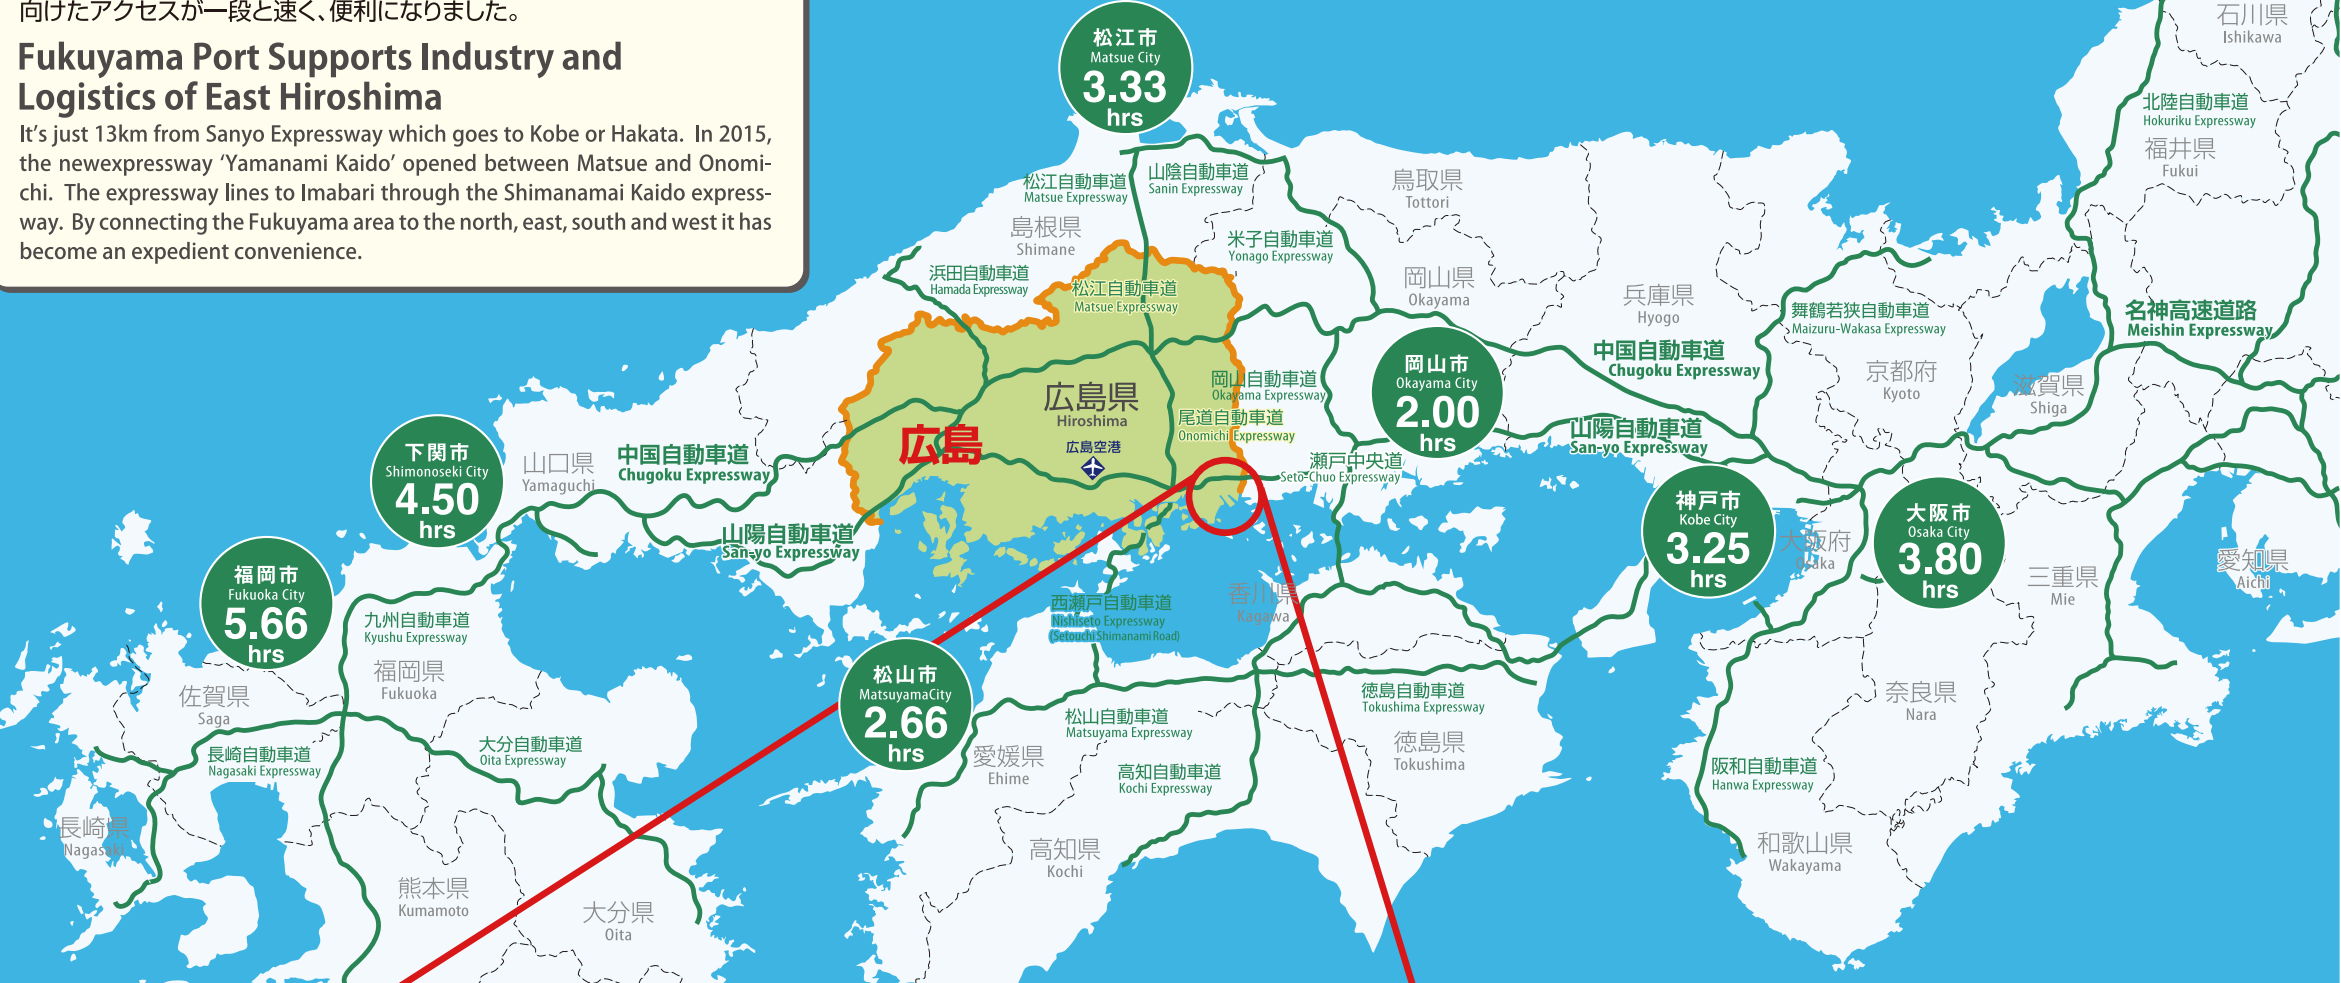 向けたアクセスが一段と速く、便利になりました。
Fukuyama Port Supports Industry and
Logistics of East Hiroshima
It's just 13km from Sanyo Expressway which goes to Kobe or Hakata. In 2015,
the newexpressway ‘Yamanami Kaido’ opened between Matsue and Onomi-
chi. The expressway lines to Imabari through the Shimanamai Kaido express-
way. By connecting the Fukuyama area to the north, east, south and west it has
become an expedient convenience.
松江市
Matsue City
3.33
hrs
石川県
Ishikawa
北陸自動車道
Hokuriku Expressway
福井県
Fukui
松江自動車道
Matsue Expressway
山陰自動車道
Sanin Expressway
鳥取県
Tottori
島根県
Shimane
米子自動車道
Yonago Expressway
浜田自動車道
Hamada Expressway
松江自動車道
Matsue Expressway
岡山県
Okayama
兵庫県
Hyogo
舞鶴若狭自動車道
Maizuru-Wakasa Expressway
名神高速道路
Meishin Expressway
中国自動車道
Chugoku Expressway
岡山市
Okayama City
2.00
hrs
京都府
Kyoto
滋賀県
Shiga
岡山自動車道
Okayama Expressway
広島県
Hiroshima
尾道自動車道
Onomichi Expressway
広島
広島空港
山陽自動車道
San-yo Expressway
瀬戸中央道
Seto-Chuo Expressway
下関市
Shimonoseki City
4.50
hrs
山口県
Yamaguchi
中国自動車道
Chugoku Expressway
山陽自動車道
San-yo Expressway
神戸市
Kobe City
3.25
hrs
大阪府
Osaka
大阪市
Osaka City
3.80
hrs
三重県
Mie
愛知県
Aichi
福岡市
Fukuoka City
5.66
hrs
九州自動車道
Kyushu Expressway
福岡県
Fukuoka
佐賀県
Saga
西瀬戸自動車道
Nishiseto Expressway
(Setouchi Shimanami Road)
香川県
Kagawa
松山市
MatsuyamaCity
2.66
hrs
徳島自動車道
Tokushima Expressway
松山自動車道
Matsuyama Expressway
愛媛県
Ehime
徳島県
Tokushima
高知自動車道
Kochi Expressway
奈良県
Nara
長崎自動車道
Nagasaki Expressway
大分自動車道
Oita Expressway
阪和自動車道
Hanwa Expressway
長崎県
Nagasaki
高知県
Kochi
和歌山県
Wakayama
熊本県
Kumamoto
大分県
Oita